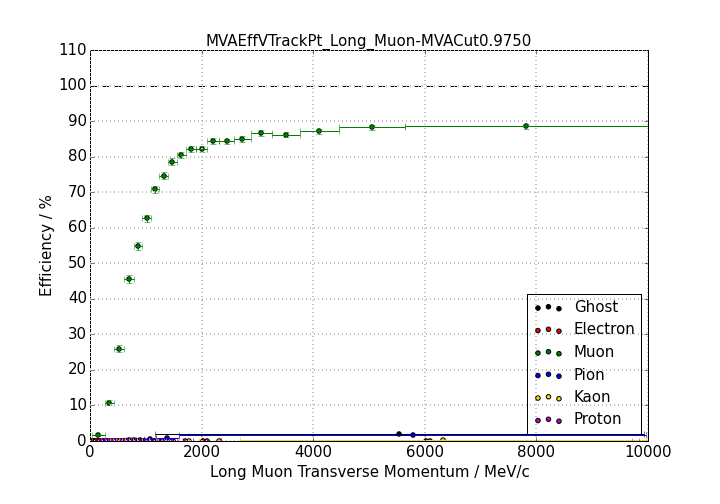 MVAEffVTrackPt_Long_Muon-MVACut0.9750
110
100
90
80
70
60
50
40
30
20
10
0
Efficiency / %
Ghost
Electron
Muon
Pion
Kaon
Proton
0 2000 4000 6000 8000 10000
Long Muon Transverse Momentum / MeV/c